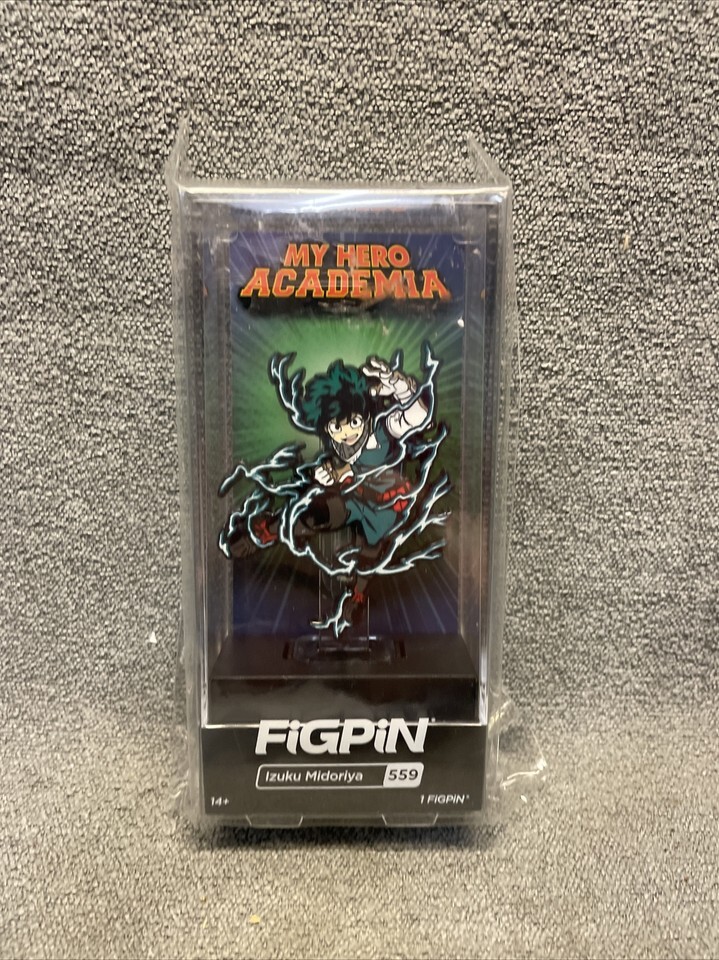 MY HERO
ACADEMIA
FiGPiN®
Izuku Midoriya 559
14+ 1 FiGPiN®